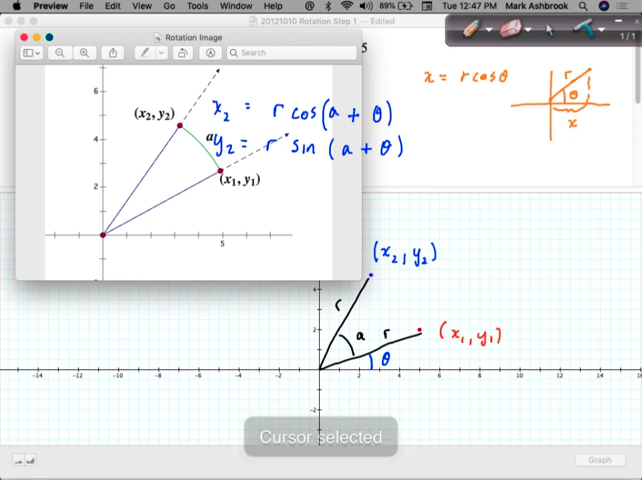 Preview File Edit View Go Tools Window Help 89% Tue 12:47 PM Mark Ashbrook
20121010 Rotation Step 1 — Edited
Rotation Image
Search
1/1
5
x = r cos θ
r
θ
x
6
4
2
5
(x₂, y₂)
a
(x₁, y₁)
x₂ = r cos(a + θ)
y₂ = r sin (a + θ)
(x₂, y₂)
4
r
2
a r (x₁, y₁)
θ
-14 -12 -10 -8 -6 -4 -2 2 4 6 8 10 12 14
-2
Cursor selected
Graph